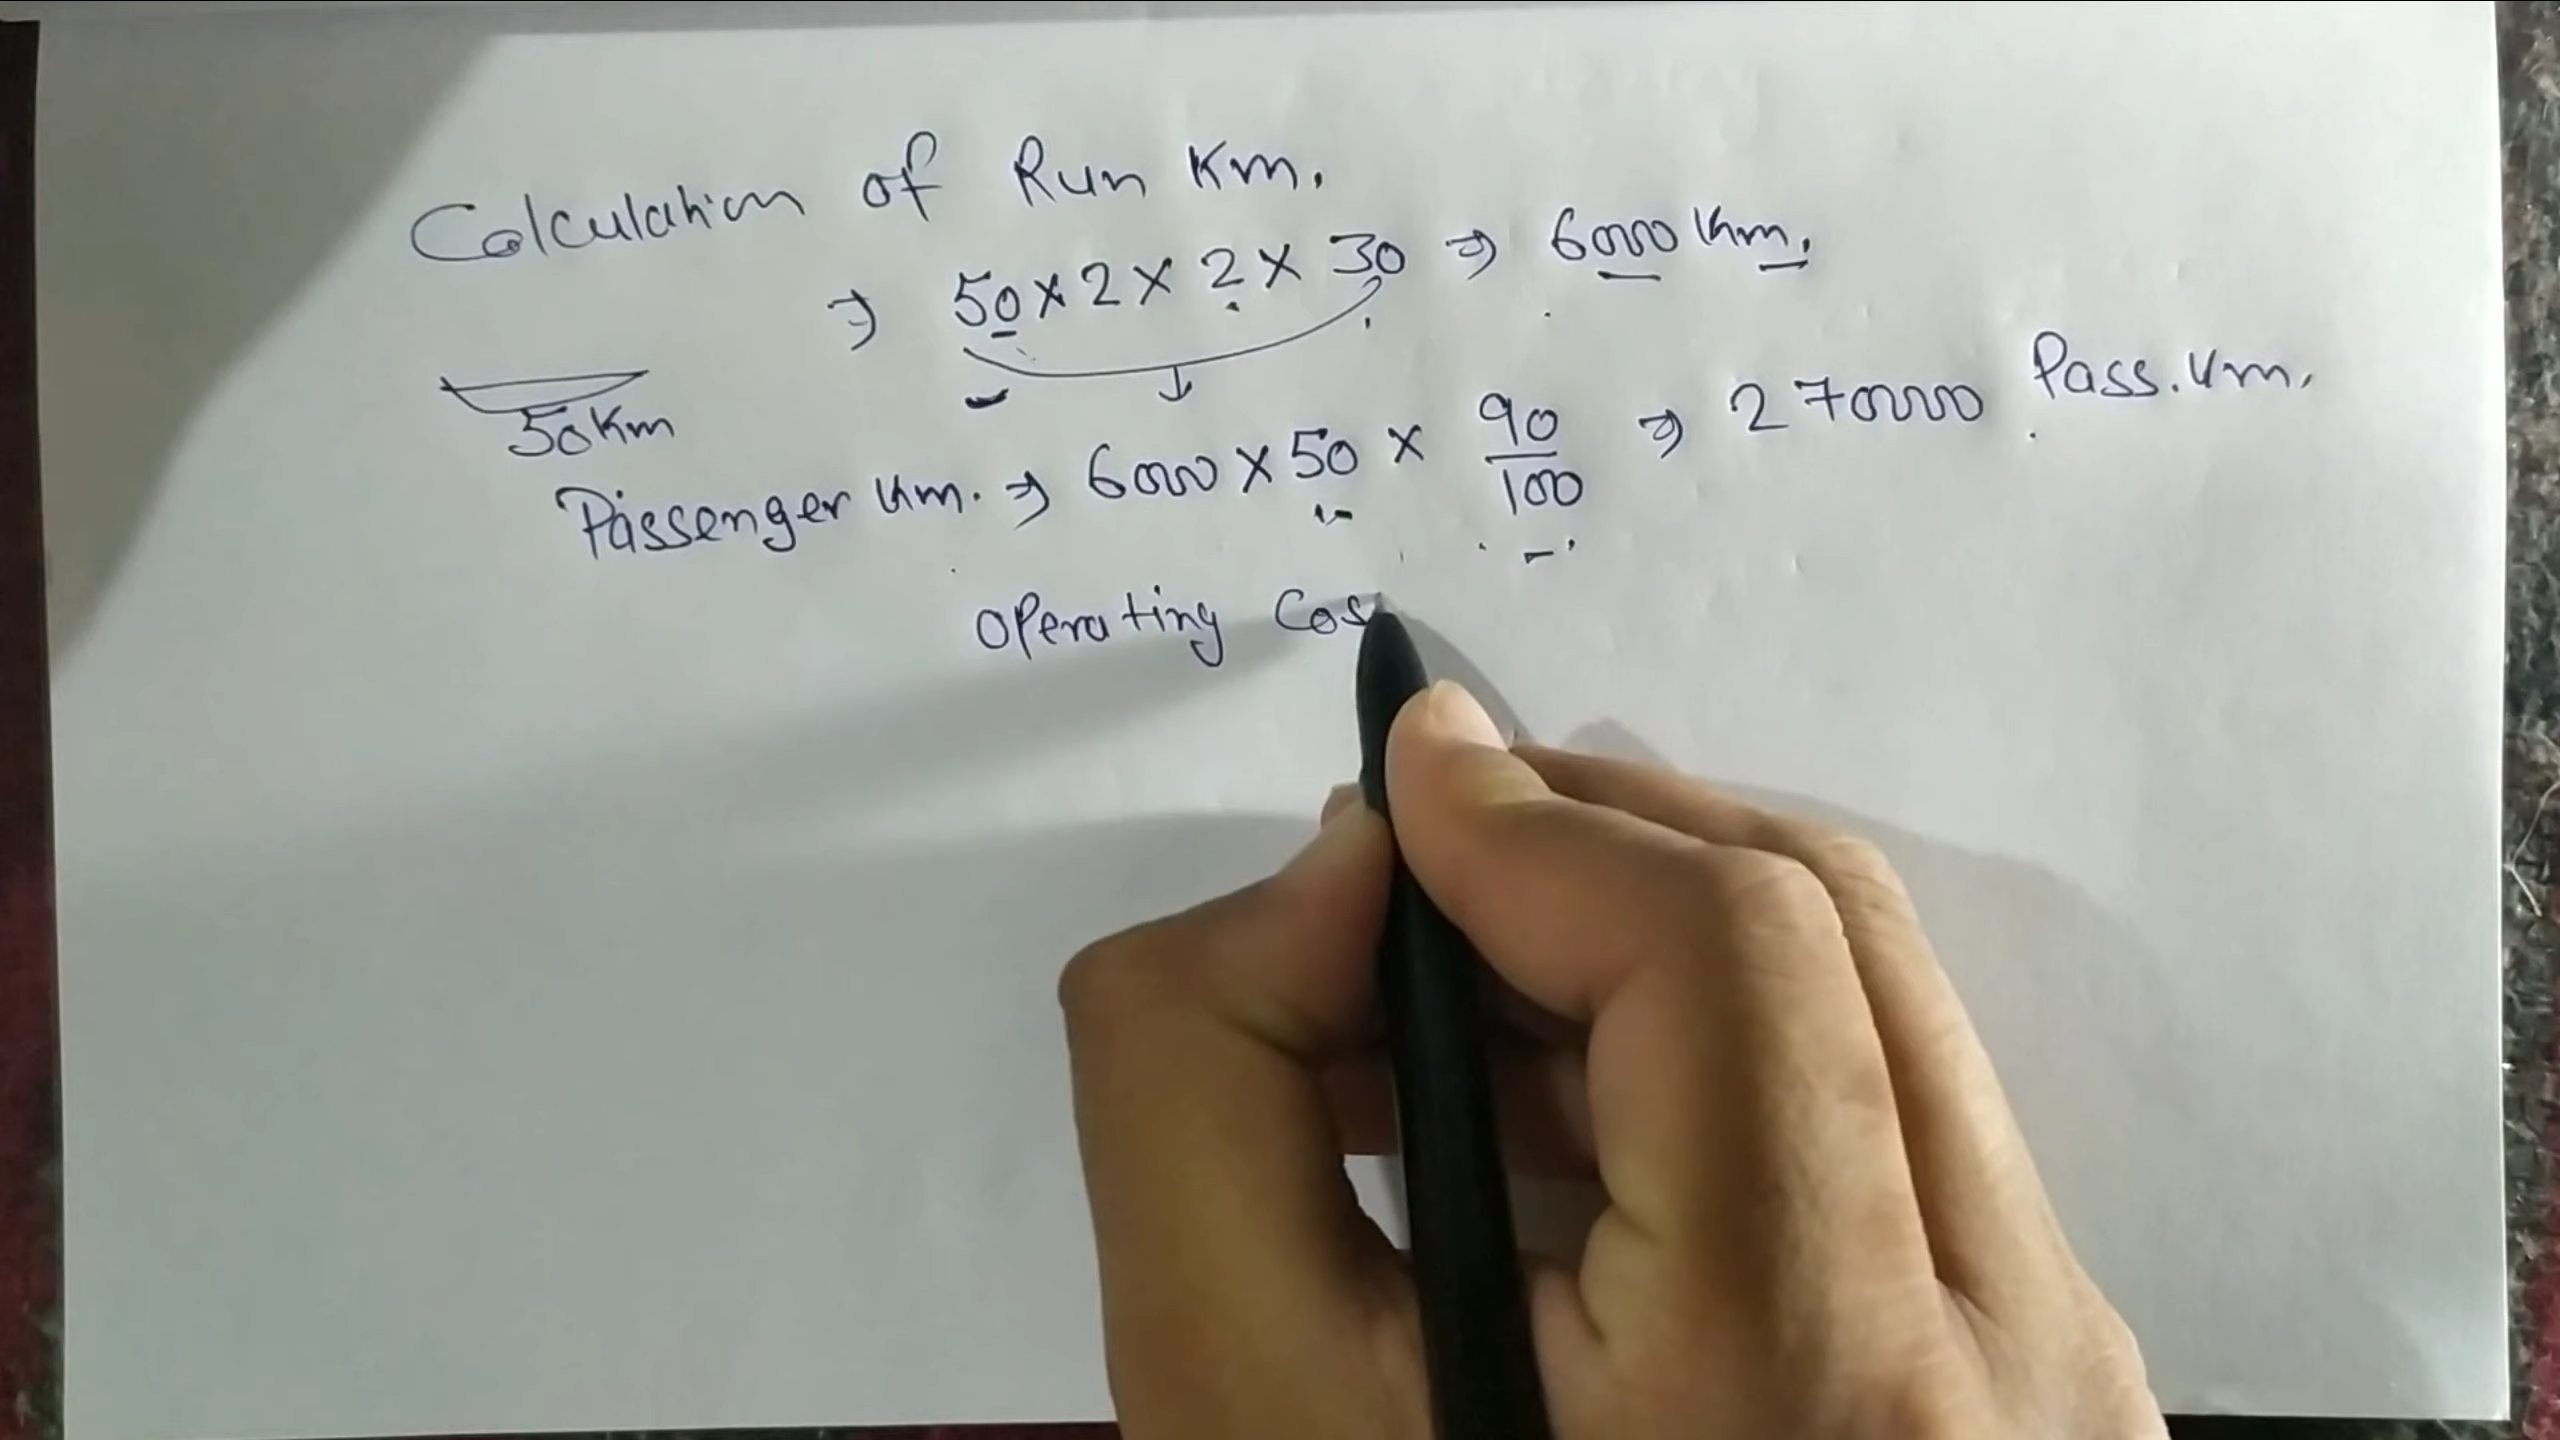 Calculation of Run Km.
⇒ 50 × 2 × 2 × 30 ⇒ 6000 Km.
50 Km
Passenger Km. ⇒ 6000 × 50 × 90/100 ⇒ 270000 Pass. Km.
Operating Cos